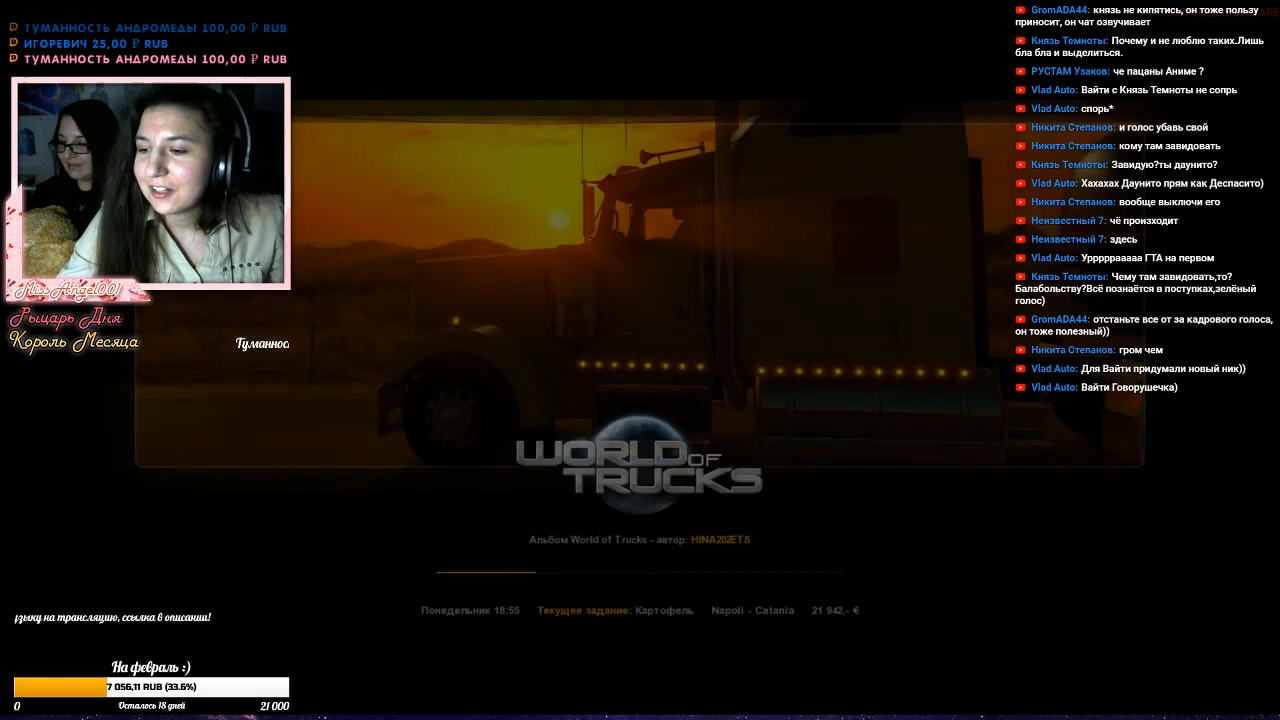 ТУМАННОСТЬ АНДРОМЕДЫ 100,00 ₽ RUB
ИГОРЕВИЧ 25,00 ₽ RUB
ТУМАННОСТЬ АНДРОМЕДЫ 100,00 ₽ RUB
MissAngel001
Рыцарь Дня
Король Месяца
Туманнос
GromADA44: князь не кипятись, он тоже пользу
приносит, он чат озвучивает
Князь Темноты: Почему и не люблю таких.Лишь
бла бла и выделиться.
РУСТАМ Узаков: че пацаны Аниме ?
Vlad Auto: Вайти с Князь Темноты не сопрь
Vlad Auto: спорь*
Никита Степанов: и голос убавь свой
Никита Степанов: кому там завидовать
Князь Темноты: Завидую?ты даунито?
Vlad Auto: Хахахах Даунито прям как Деспасито)
Никита Степанов: вообще выключи его
Неизвестный 7: чё произходит
Неизвестный 7: здесь
Vlad Auto: Урррррааааа ГТА на первом
Князь Темноты: Чему там завидовать,то?
Балабольству?Всё познаётся в поступках,зелёный
голос)
GromADA44: отстаньте все от за кадрового голоса,
он тоже полезный))
Никита Степанов: гром чем
Vlad Auto: Для Вайти придумали новый ник))
Vlad Auto: Вайти Говорушечка)
WORLD OF
TRUCKS
Альбом World of Trucks - автор: HINA202ETS
Понедельник 18:55 Текущее задание: Картофель Napoli - Catania 21 942,- €
узыку на трансляцию, ссылка в описании!
На февраль :)
7 056,11 RUB (33.6%)
0 Осталось 18 дней 21 000